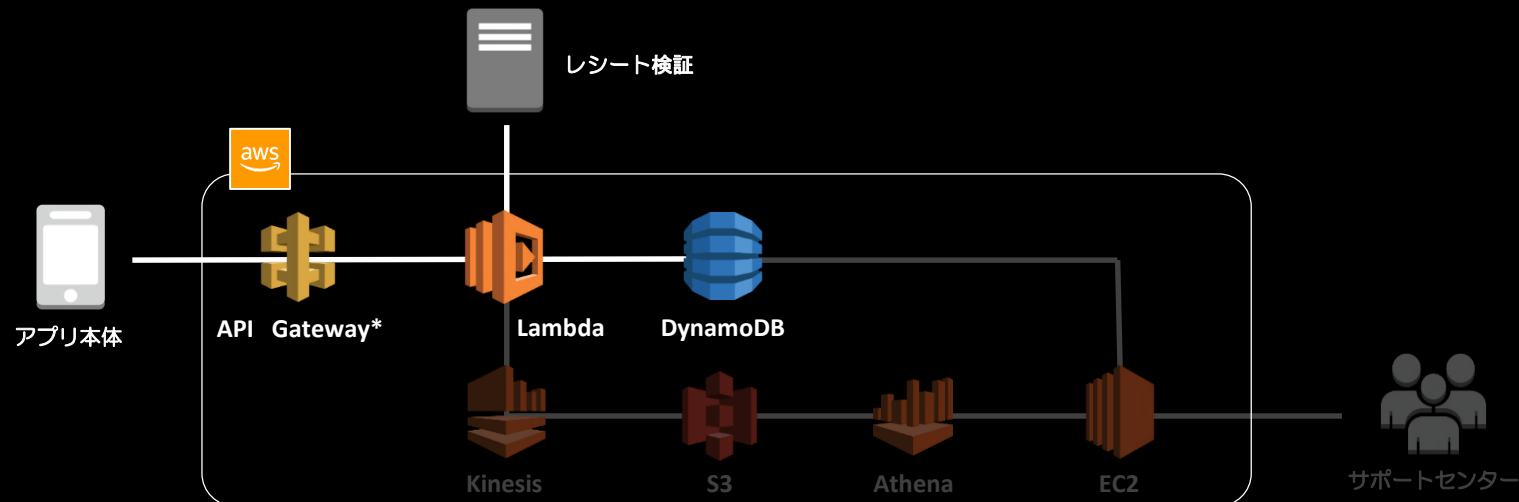 レシート検証
aws
アプリ本体
API Gateway*
Lambda
DynamoDB
Kinesis
S3
Athena
EC2
サポートセンター